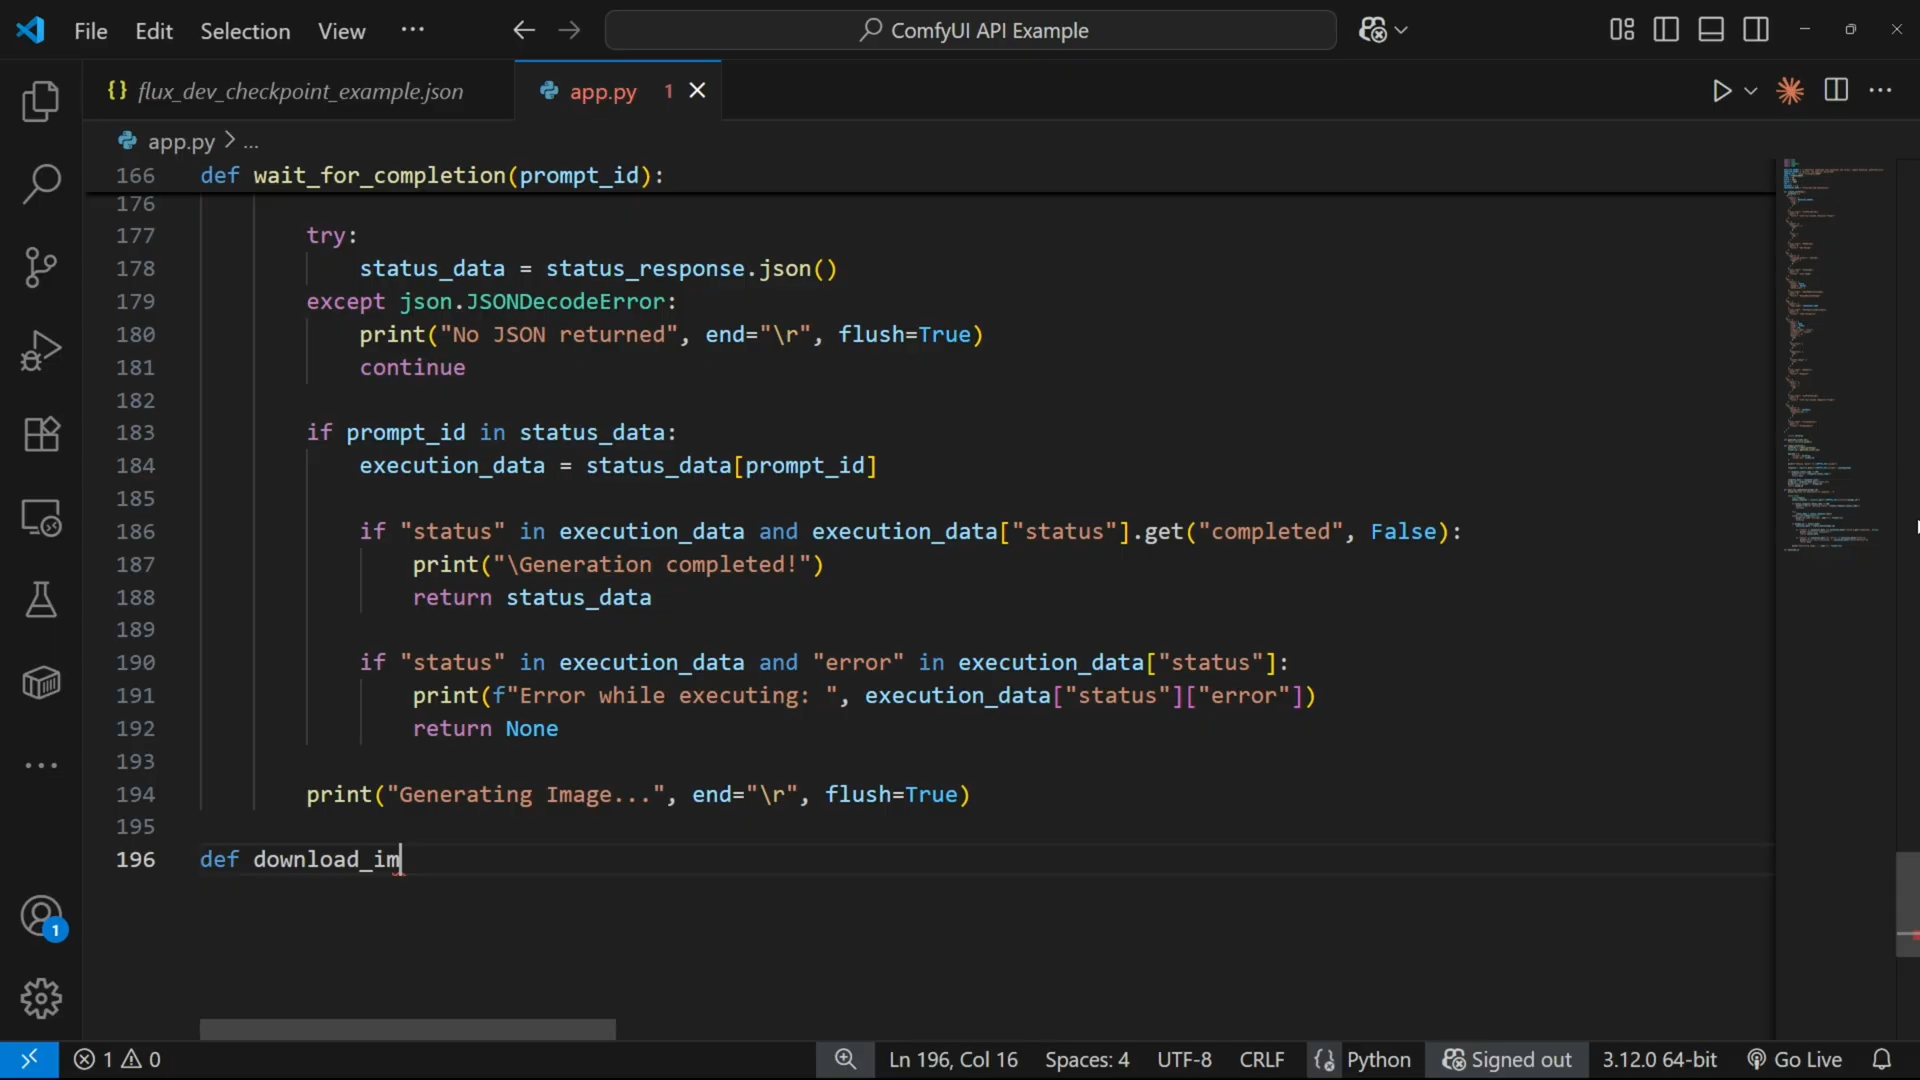 File Edit Selection View ... ComfyUI API Example
{} flux_dev_checkpoint_example.json app.py 1
app.py > ...
166 def wait_for_completion(prompt_id):
176
177 try:
178 status_data = status_response.json()
179 except json.JSONDecodeError:
180 print("No JSON returned", end="\r", flush=True)
181 continue
182
183 if prompt_id in status_data:
184 execution_data = status_data[prompt_id]
185
186 if "status" in execution_data and execution_data["status"].get("completed", False):
187 print("\Generation completed!")
188 return status_data
189
190 if "status" in execution_data and "error" in execution_data["status"]:
191 print(f"Error while executing: ", execution_data["status"]["error"])
192 return None
193
194 print("Generating Image...", end="\r", flush=True)
195
196 def download_im
1
1 0 Ln 196, Col 16 Spaces: 4 UTF-8 CRLF Python Signed out 3.12.0 64-bit Go Live